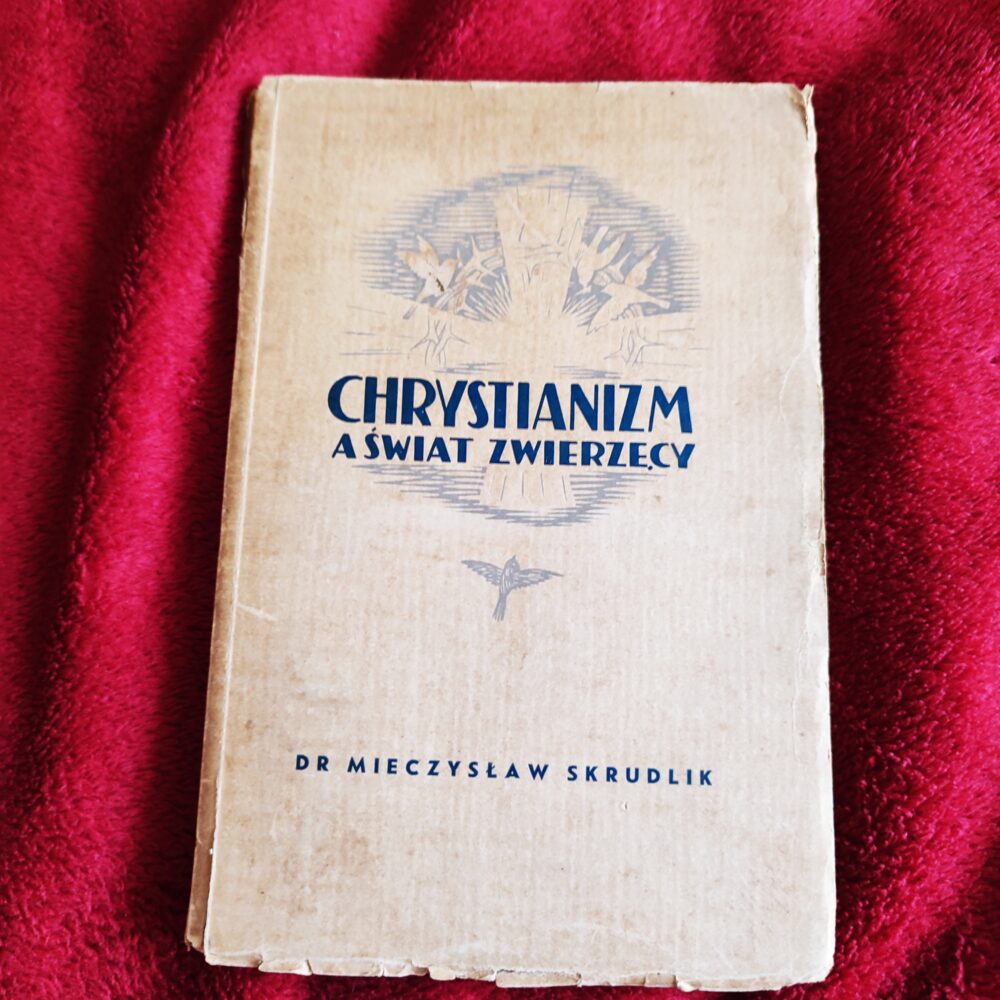 CHRYSTIANIZM
A ŚWIAT ZWIERZĘCY
DR MIECZYSŁAW SKRUDLIK